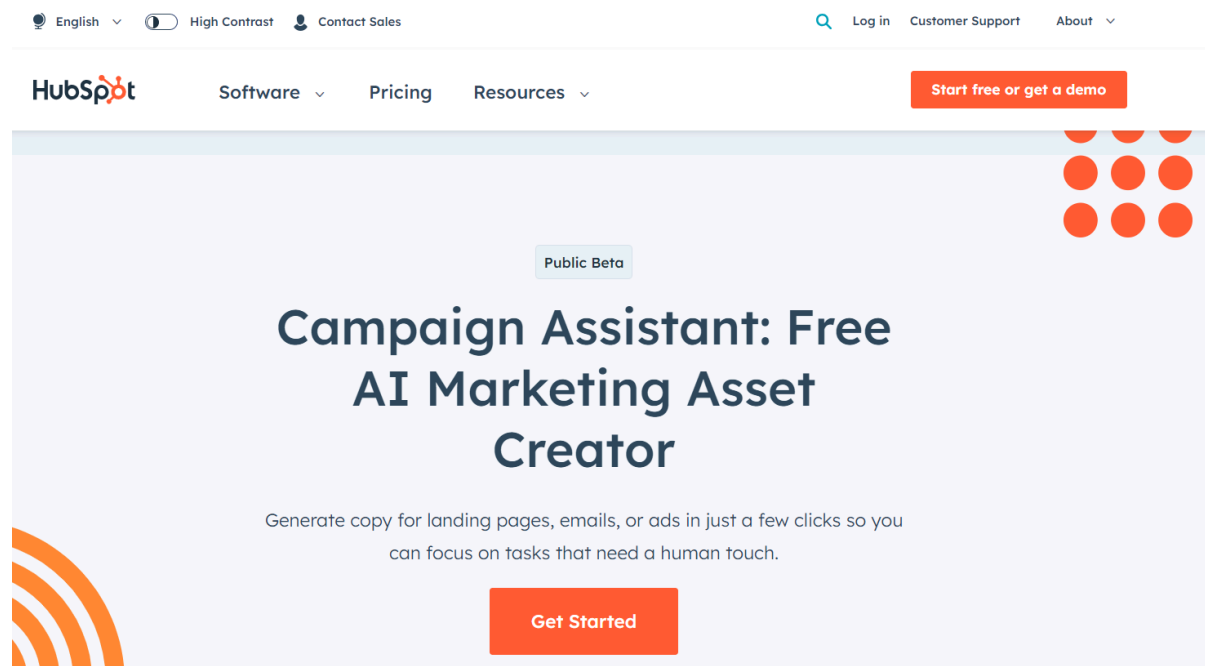 English High Contrast Contact Sales Log in Customer Support About
HubSpot Software Pricing Resources Start free or get a demo
Public Beta
Campaign Assistant: Free
AI Marketing Asset
Creator
Generate copy for landing pages, emails, or ads in just a few clicks so you
can focus on tasks that need a human touch.
Get Started